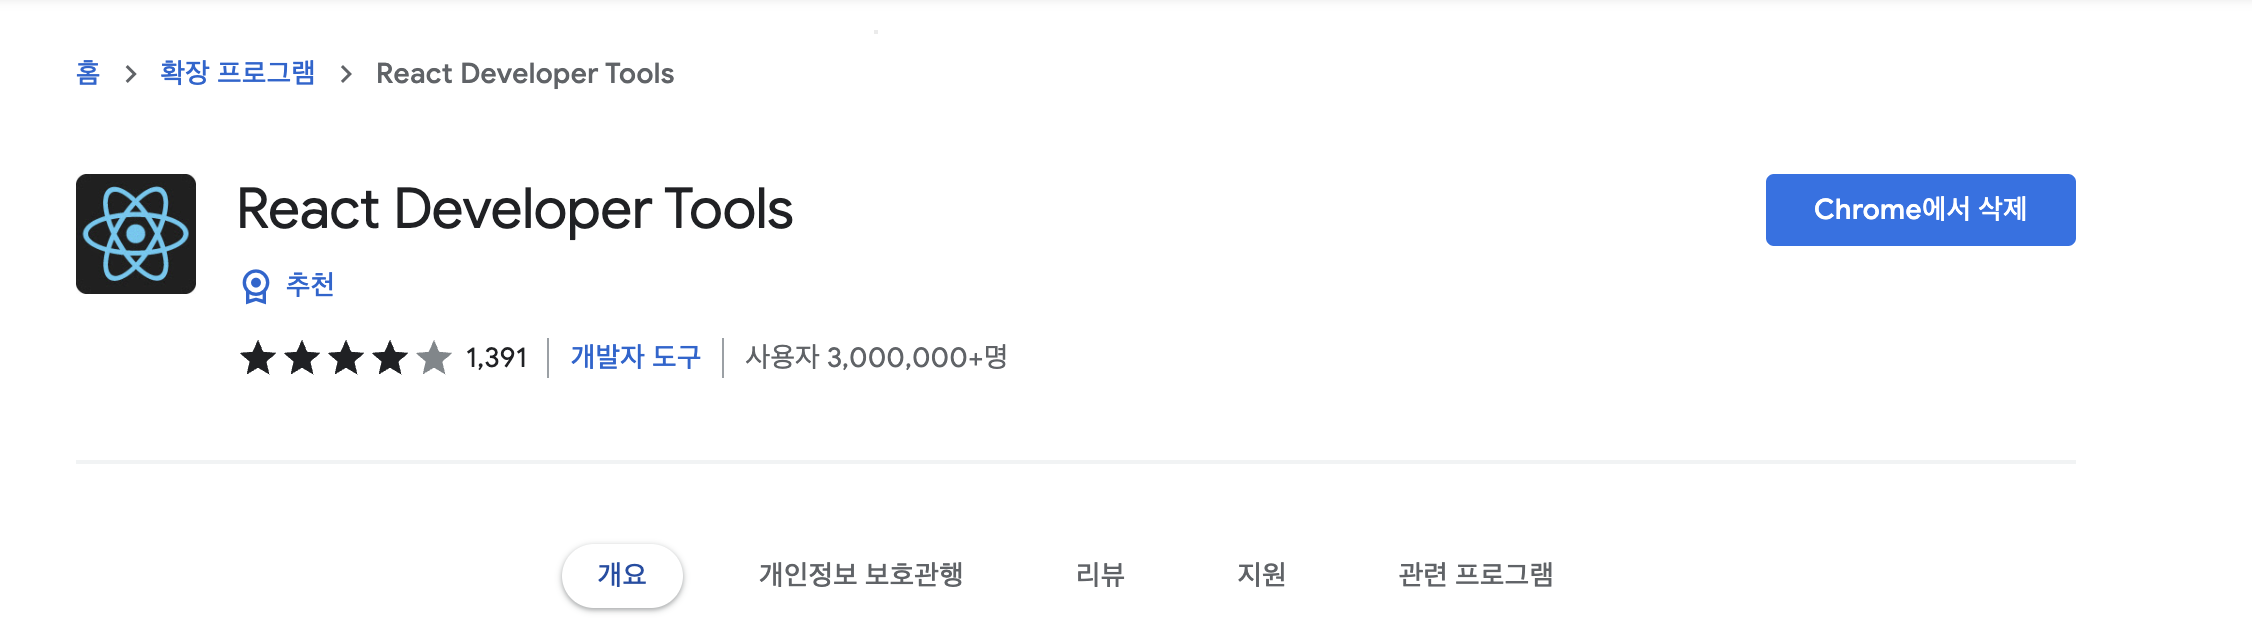 홈 > 확장 프로그램 > React Developer Tools
React Developer Tools
Chrome에서 삭제
추천
1,391 | 개발자 도구 | 사용자 3,000,000+명
개요 개인정보 보호관행 리뷰 지원 관련 프로그램